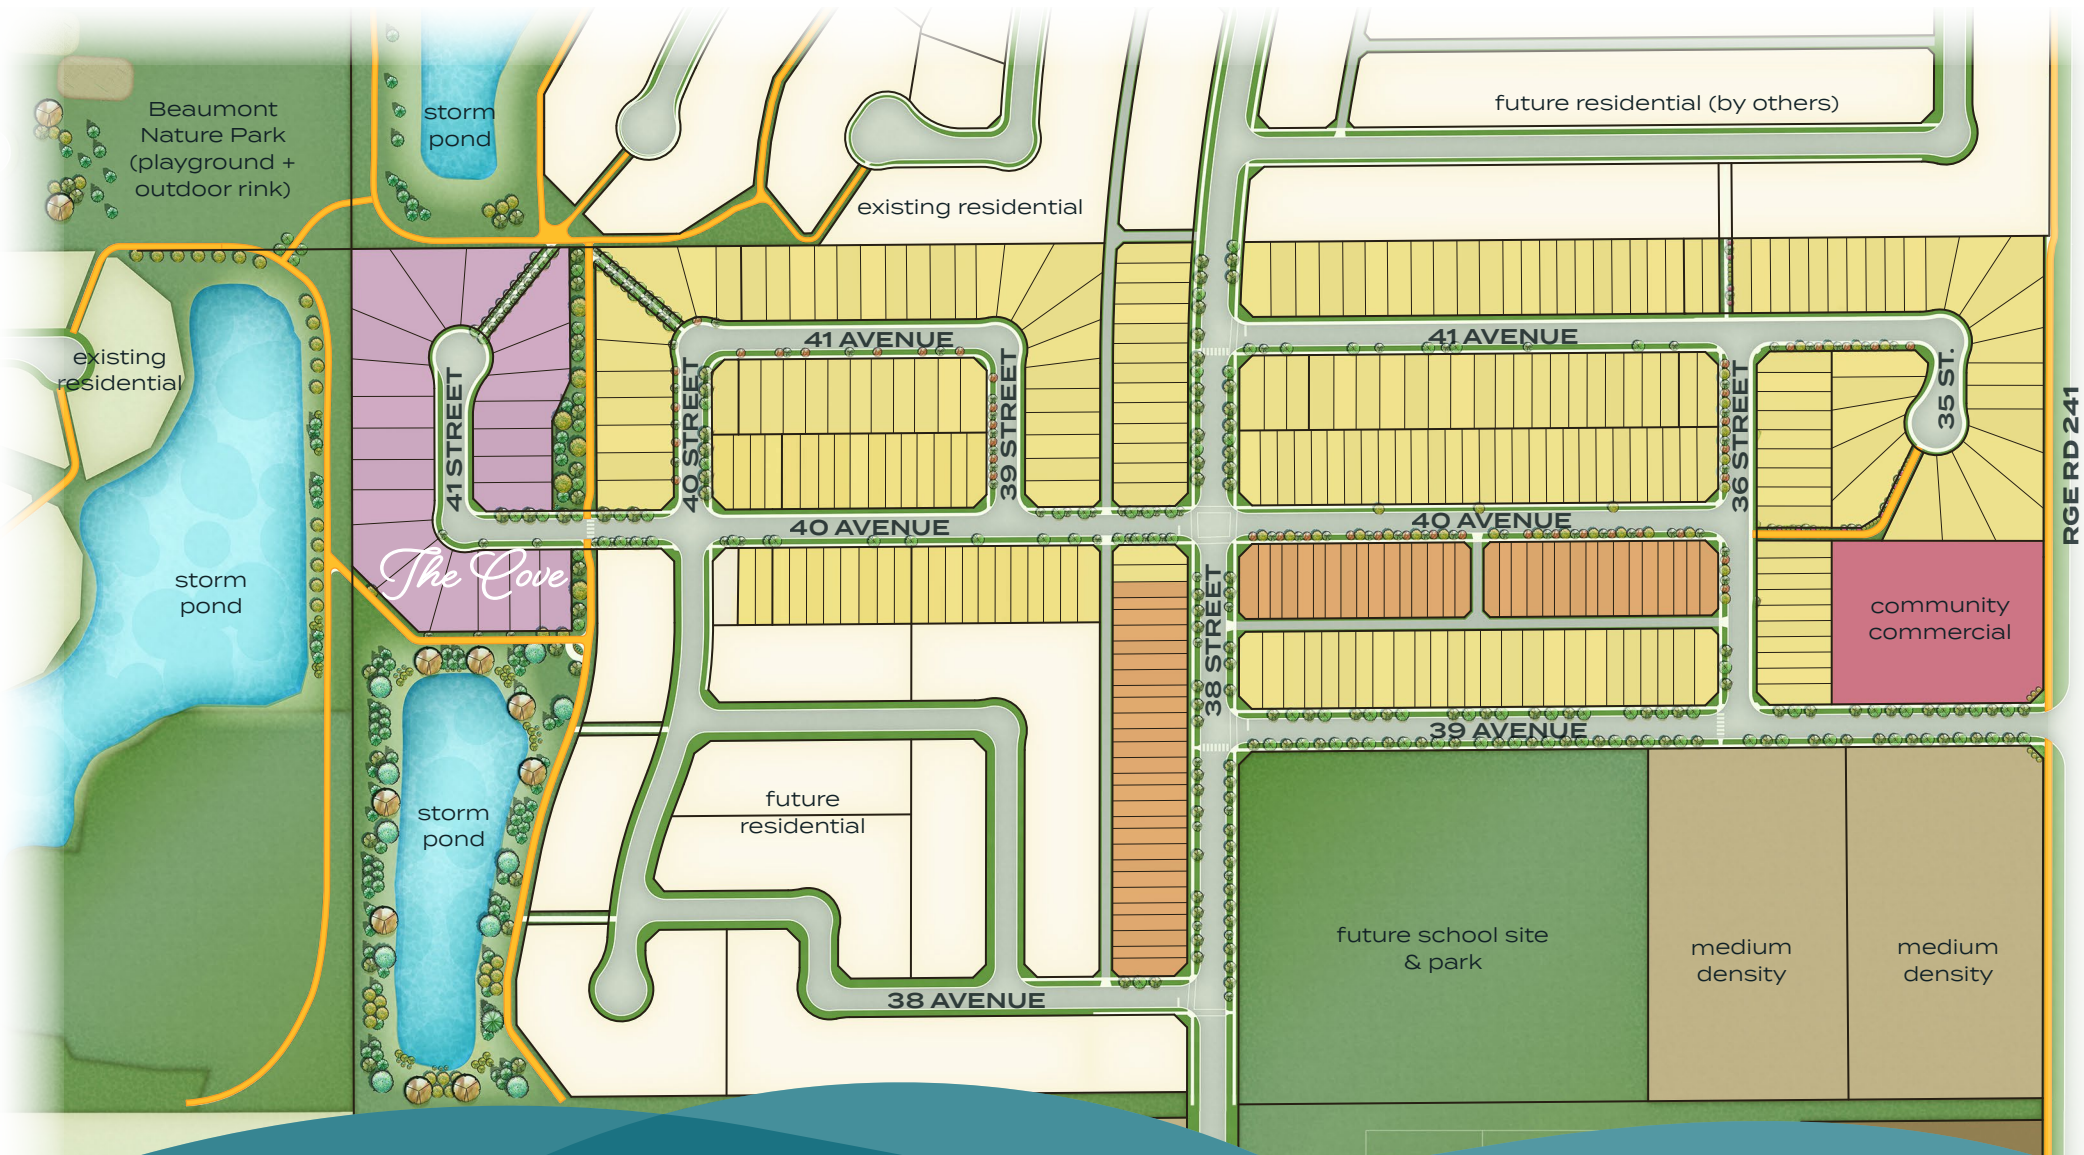 Beaumont
Nature Park
(playground +
outdoor rink)
storm
pond
future residential (by others)
existing residential
existing
residential
41 AVENUE
41 AVENUE
41 STREET
40 STREET
39 STREET
36 STREET
35 ST.
RGE RD 241
40 AVENUE
40 AVENUE
The Cove
storm
pond
38 STREET
community
commercial
39 AVENUE
storm
pond
future
residential
future school site
& park
medium
density
medium
density
38 AVENUE